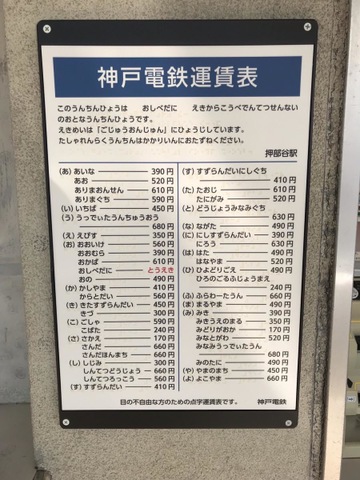 神戸電鉄運賃表
このうんちんひょうは　おしべだに　えきからこうべでんてつせんない
のおとなうんちんひょうです。
えきめいは「ごじゅうおんじゅん」にひょうじしています。
たしゃれんらくうんちんはかかりいんにおたずねください。
押部谷駅
(あ) あいな 390円
あお 520円
ありまおんせん 610円
ありまぐち 590円
(い) いちば 450円
(う) うっでぃたうんちゅうおう
680円
(え) えびす 350円
(お) おおいけ 560円
おおむら 390円
おかば 610円
おしべだに とうえき
おの 490円
(か) かしやま 410円
からとだい 560円
(き) きたすずらんだい 450円
きづ 300円
(こ) ごしゃ 590円
こばた 240円
(さ) さかえ 170円
さんだ 660円
さんだほんまち 660円
(し) しじみ 300円
しんてつどうじょう 660円
しんてつろっこう 560円
(す) すずらんだい 410円
(す) すずらんだいにしぐち
410円
(た) たおじ 610円
たにがみ 520円
(と) どうじょうみなみぐち
630円
(な) ながた 490円
(に) にしすずらんだい 390円
にろう 630円
(は) はた 490円
はなやま 520円
(ひ) ひよどりごえ 490円
ひろのごるふじょうまえ
240円
(ふ) ふらわーたうん 660円
(ま) まるやま 490円
(み) みき 390円
みきうえのまる 350円
みどりがおか 170円
みなとがわ 520円
みなみうっでぃたうん
680円
みのたに 490円
(や) やまのまち 450円
(よ) よこやま 660円
目の不自由な方のための点字運賃表です。
神戸電鉄